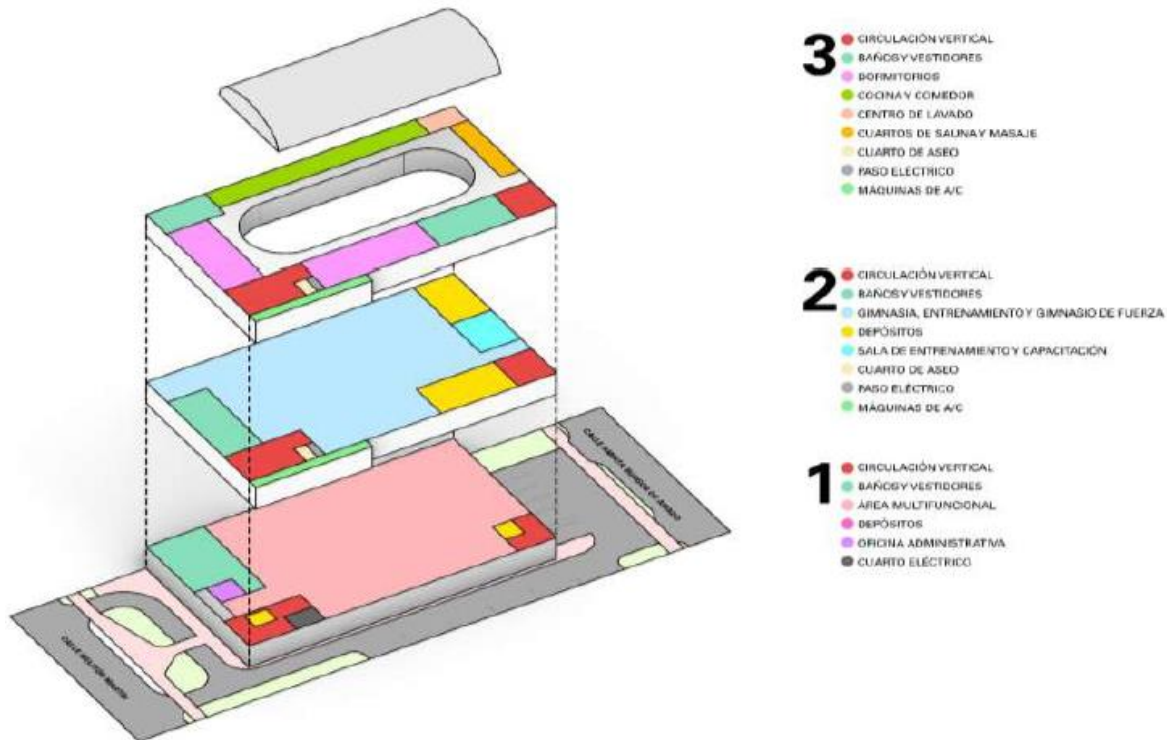 3
CIRCULACIÓN VERTICAL
BAÑOS Y VESTIDORES
DORMITORIOS
COCINA Y COMEDOR
CENTRO DE LAVADO
CUARTOS DE SAUNA Y MASAJE
CUARTO DE ASEO
PASO ELÉCTRICO
MÁQUINAS DE A/C
2
CIRCULACIÓN VERTICAL
BAÑOS Y VESTIDORES
GIMNASIA, ENTRENAMIENTO Y GIMNASIO DE FUERZA
DEPÓSITOS
SALA DE ENTRENAMIENTO Y CAPACITACIÓN
CUARTO DE ASEO
PASO ELÉCTRICO
MÁQUINAS DE A/C
1
CIRCULACIÓN VERTICAL
BAÑOS Y VESTIDORES
ÁREA MULTIFUNCIONAL
DEPÓSITOS
OFICINA ADMINISTRATIVA
CUARTO ELÉCTRICO
CALLE
CALLE